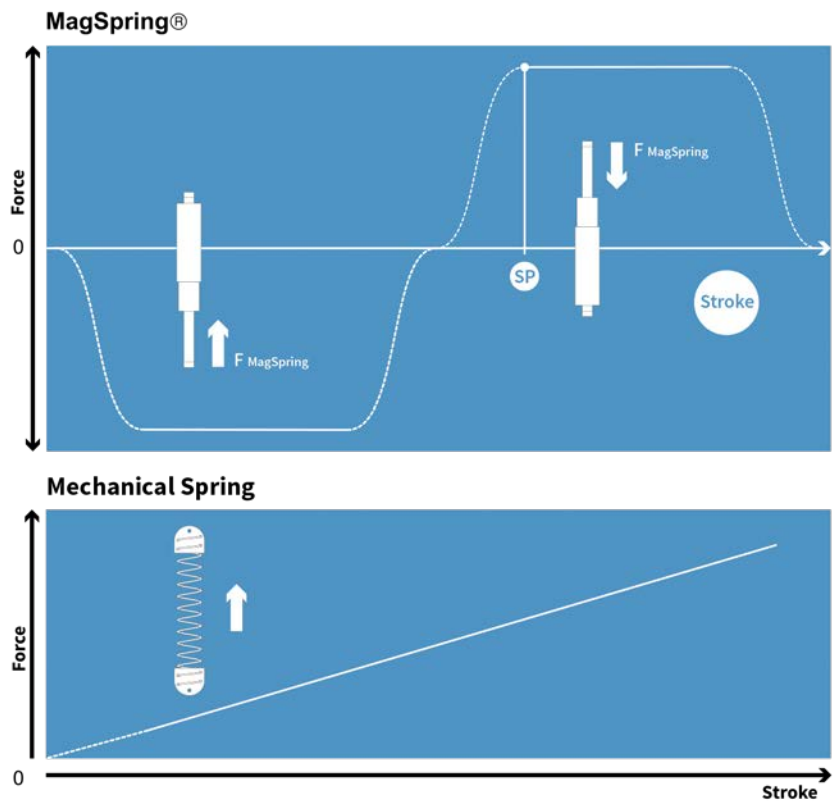 MagSpring®
Force
0
F MagSpring
SP
F MagSpring
Stroke
Mechanical Spring
Force
0
Stroke